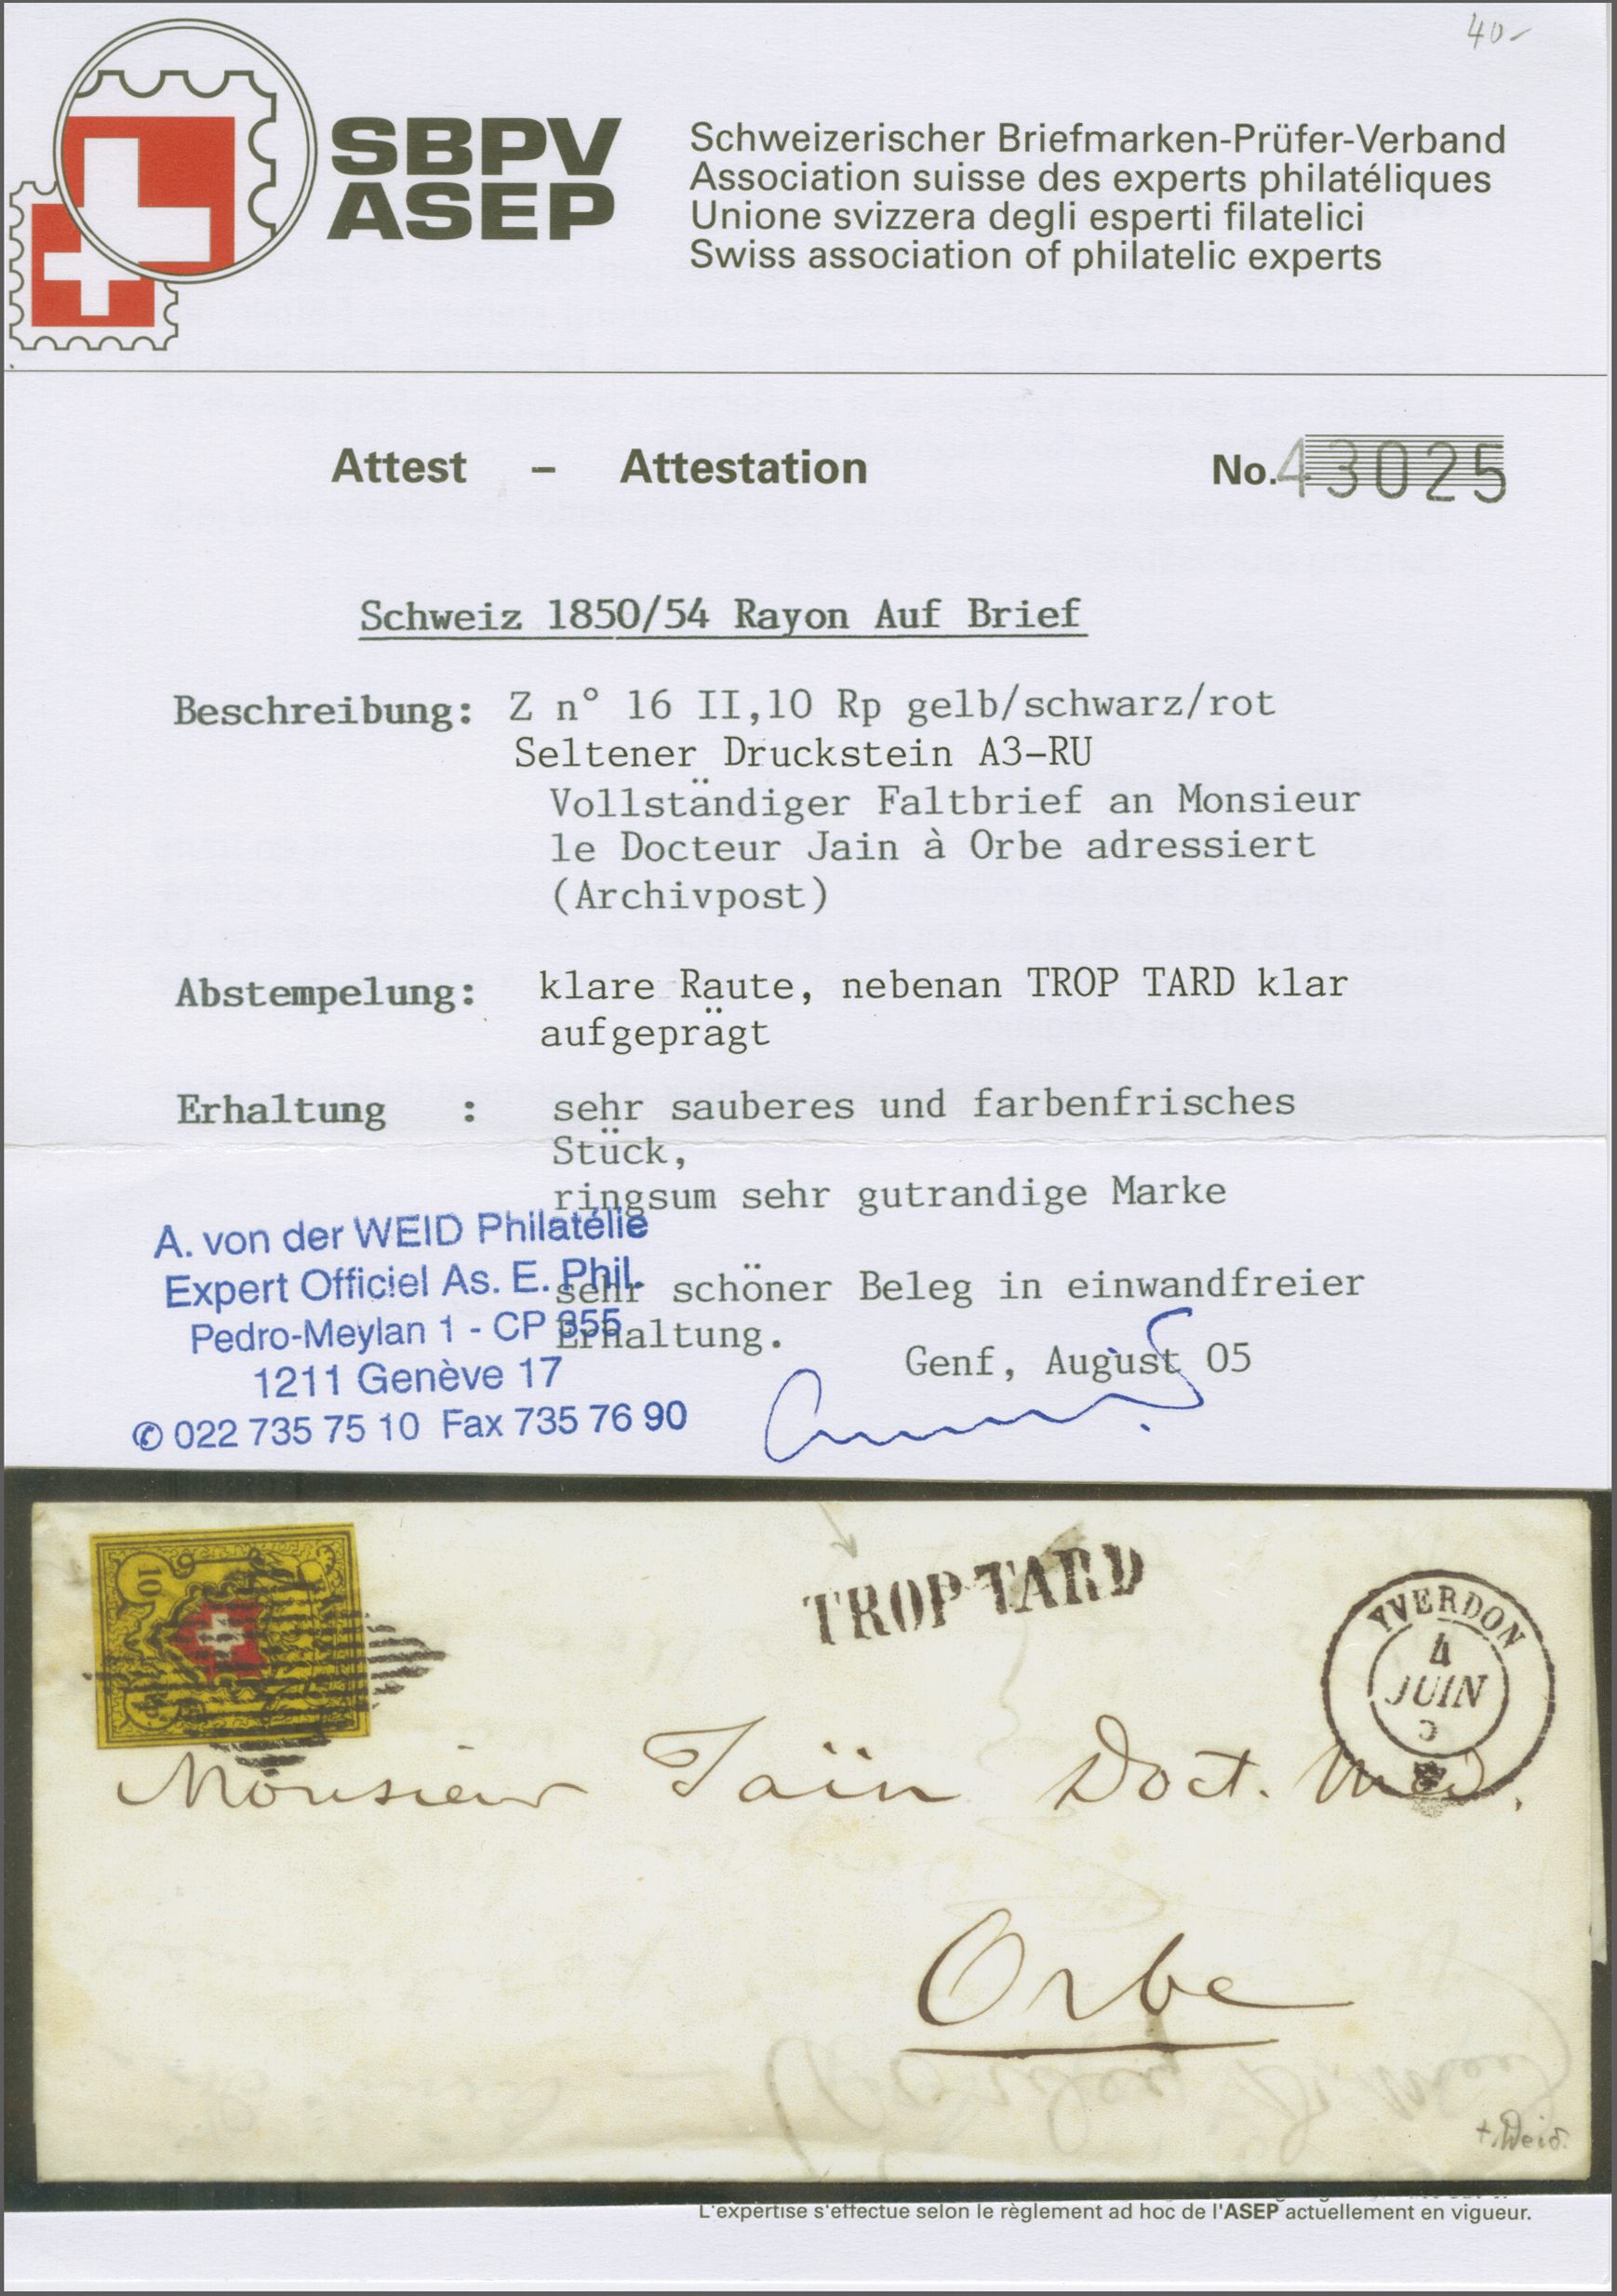 40-
SBPV
ASEP
Schweizerischer Briefmarken-Prüfer-Verband
Association suisse des experts philatéliques
Unione svizzera degli esperti filatelici
Swiss association of philatelic experts
Attest – Attestation No. 43025
Schweiz 1850/54 Rayon Auf Brief
Beschreibung: Z n° 16 II,10 Rp gelb/schwarz/rot
Seltener Druckstein A3-RU
Vollständiger Faltbrief an Monsieur
le Docteur Jain à Orbe adressiert
(Archivpost)
Abstempelung: klare Raute, nebenan TROP TARD klar
aufgeprägt
Erhaltung : sehr sauberes und farbenfrisches
Stück,
ringsum sehr gutrandige Marke
sehr schöner Beleg in einwandfreier
Erhaltung.
Genf, August 05
A. von der WEID Philatélie
Expert Officiel As. E. Phil.
Pedro-Meylan 1 - CP 355
1211 Genève 17
✆ 022 735 75 10 Fax 735 76 90
10
TROP TARD
YVERDON
4
JUIN
5
Monsieur Jaïn Doct. Med.
Orbe
+ Weid.
L'expertise s'effectue selon le règlement ad hoc de l'ASEP actuellement en vigueur.